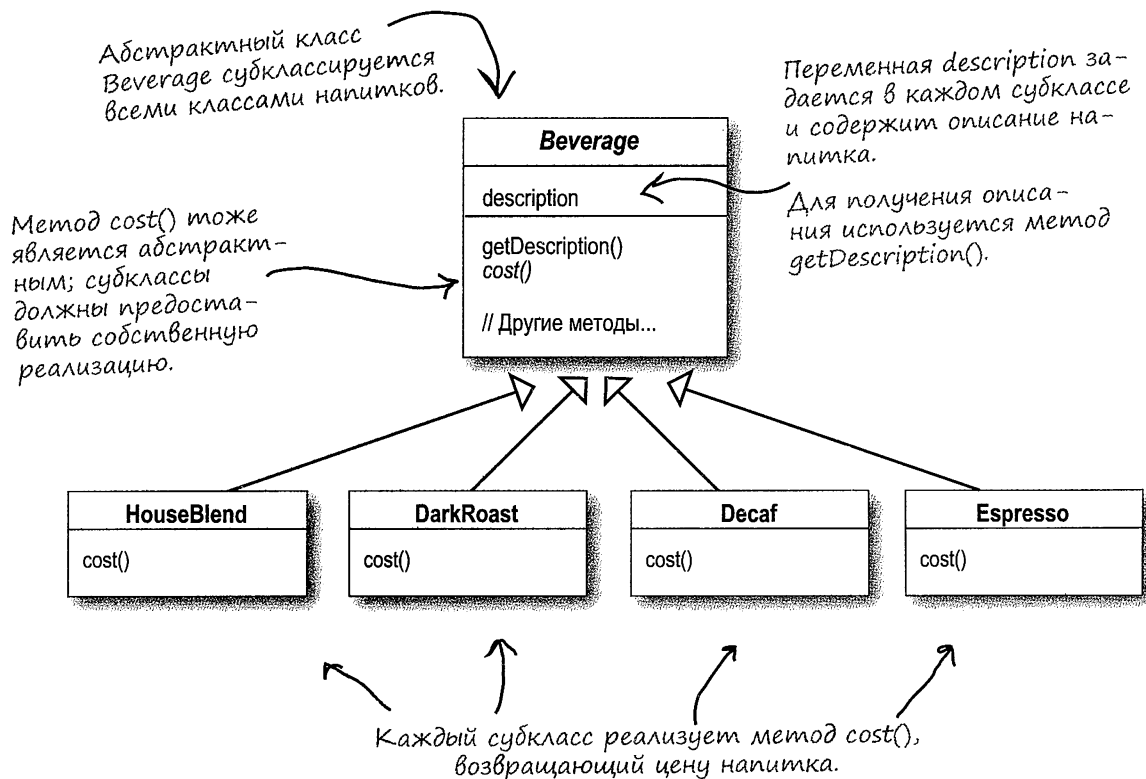 Абстрактный класс
Beverage субклассируется
всеми классами напитков.
Переменная description за-
дается в каждом субклассе
и содержит описание на-
питка.
Для получения описа-
ния используется метод
getDescription().
Метод cost() тоже
является абстракт-
ным; субклассы
должны предоста-
вить собственную
реализацию.
Beverage
description
getDescription()
cost()
// Другие методы...
HouseBlend
cost()
DarkRoast
cost()
Decaf
cost()
Espresso
cost()
Каждый субкласс реализует метод cost(),
возвращающий цену напитка.